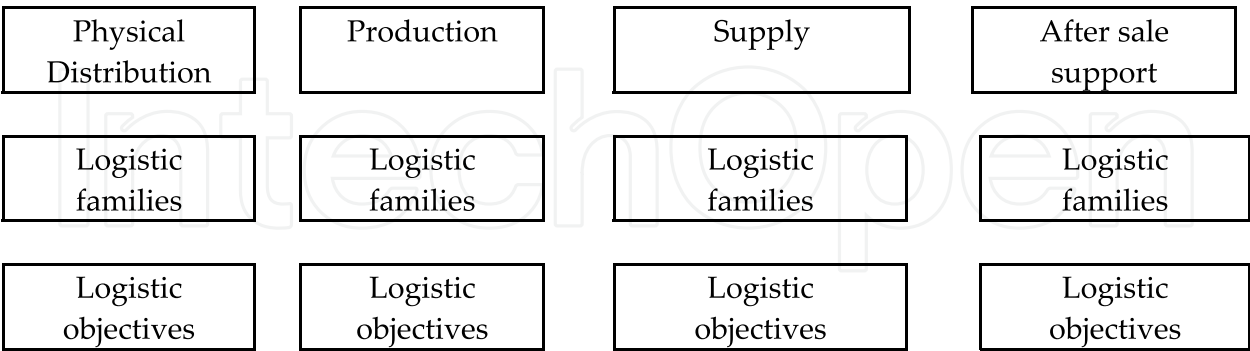 Physical
Distribution
Production
Supply
After sale
support
Logistic
families
Logistic
families
Logistic
families
Logistic
families
Logistic
objectives
Logistic
objectives
Logistic
objectives
Logistic
objectives
IntechOpen